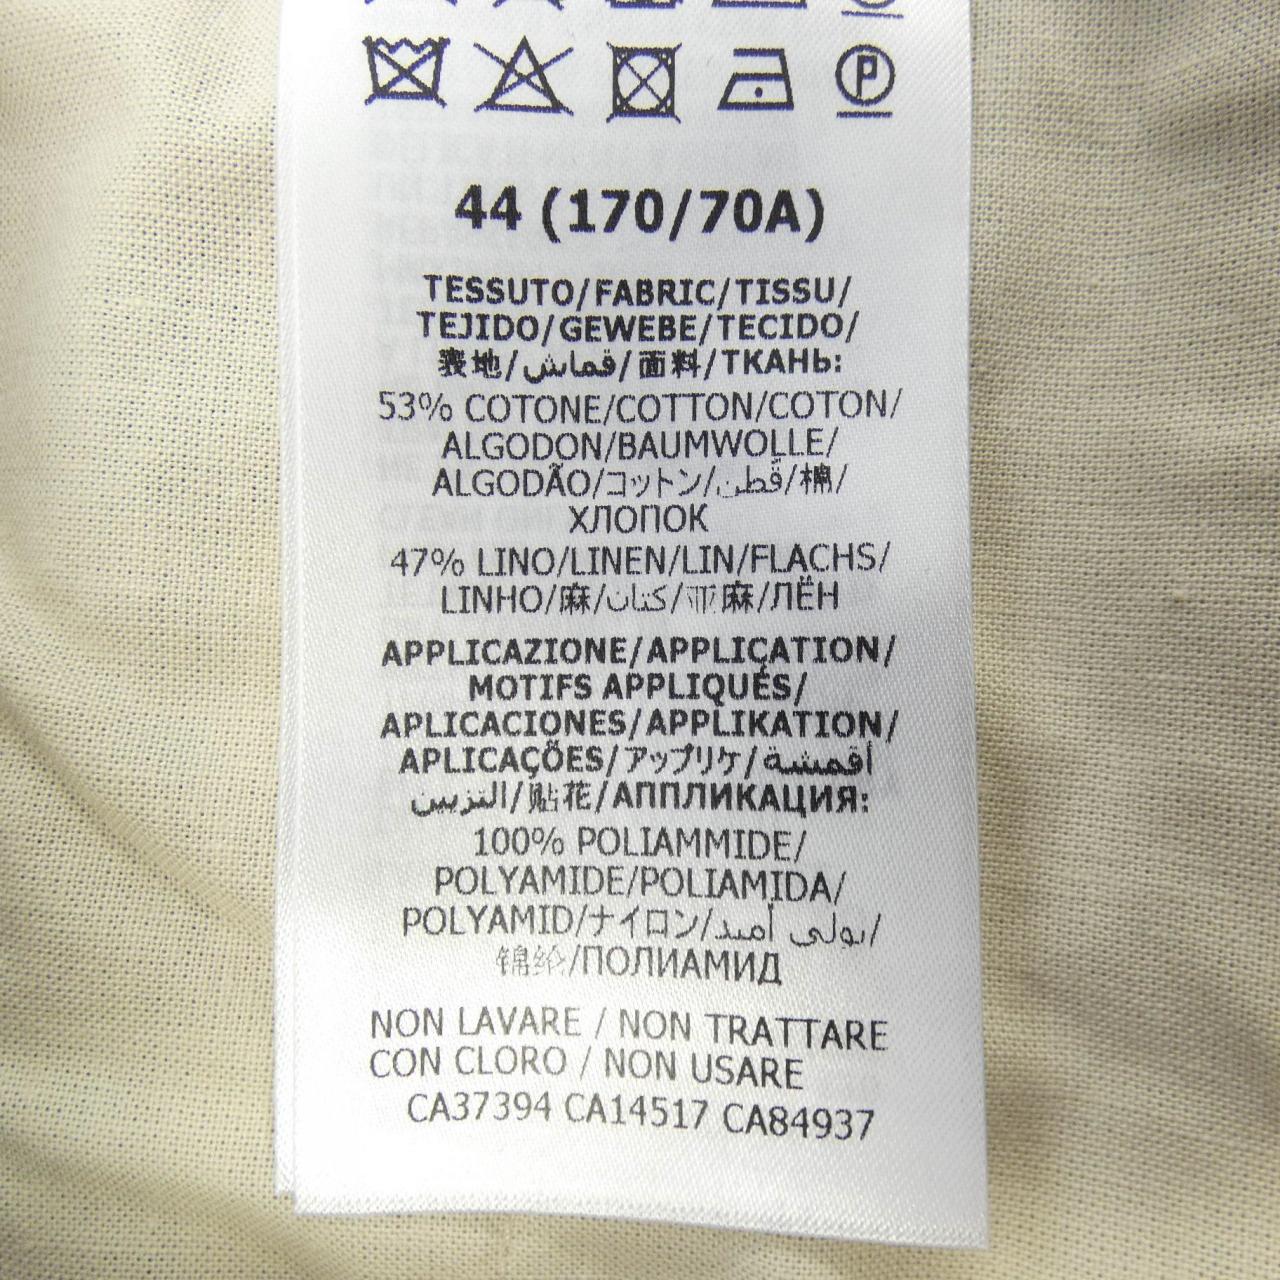 P
44 (170/70A)
TESSUTO/FABRIC/TISSU/
TEJIDO/GEWEBE/TECIDO/
表地/قماش/面料/ТКАНЬ:
53% COTONE/COTTON/COTON/
ALGODON/BAUMWOLLE/
ALGODÃO/コットン/قطن/棉/
ХЛОПОК
47% LINO/LINEN/LIN/FLACHS/
LINHO/麻/كتان/亚麻/ЛЁН
APPLICAZIONE/APPLICATION/
MOTIFS APPLIQUÉS/
APLICACIONES/APPLIKATION/
APLICAÇÕES/アップリケ/أقمشة
التزيين/贴花/АППЛИКАЦИЯ:
100% POLIAMMIDE/
POLYAMIDE/POLIAMIDA/
POLYAMID/ナイロン/بولي أميد/
锦纶/ПОЛИАМИД
NON LAVARE / NON TRATTARE
CON CLORO / NON USARE
CA37394 CA14517 CA84937